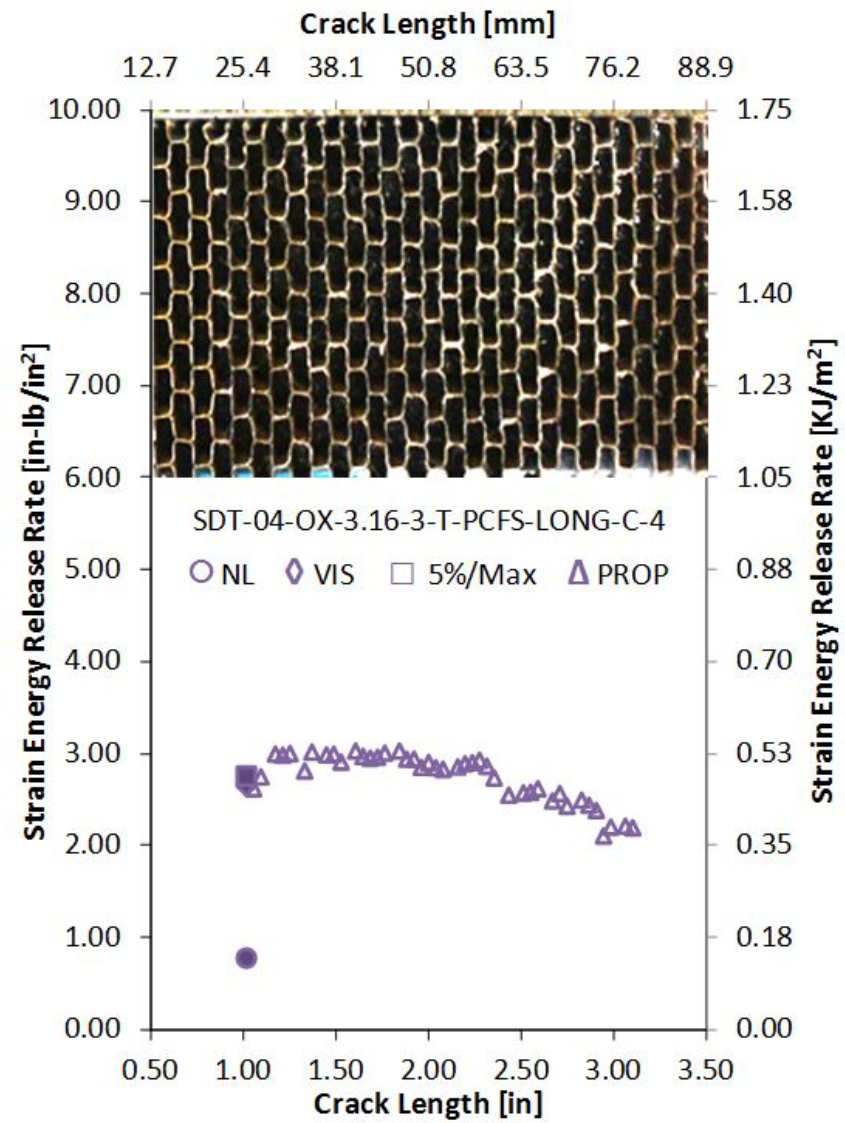 Crack Length [mm]
12.7 25.4 38.1 50.8 63.5 76.2 88.9
10.00 1.75
9.00 1.58
8.00 1.40
7.00 1.23
6.00 1.05
SDT-04-OX-3.16-3-T-PCFS-LONG-C-4
5.00 NL VIS 5%/Max PROP 0.88
4.00 0.70
3.00 0.53
2.00 0.35
1.00 0.18
0.00 0.00
Strain Energy Release Rate [in-lb/in²]
Strain Energy Release Rate [KJ/m²]
0.50 1.00 1.50 2.00 2.50 3.00 3.50
Crack Length [in]